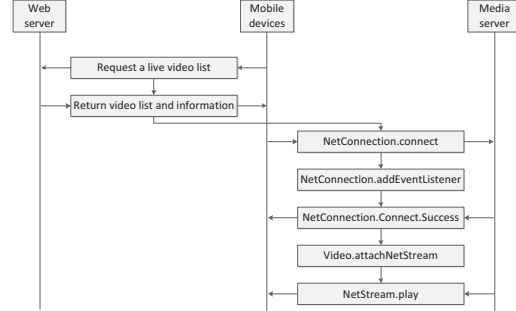 Web
server
Mobile
devices
Media
server
Request a live video list
Return video list and information
NetConnection.connect
NetConnection.addEventListener
NetConnection.Connect.Success
Video.attachNetStream
NetStream.play